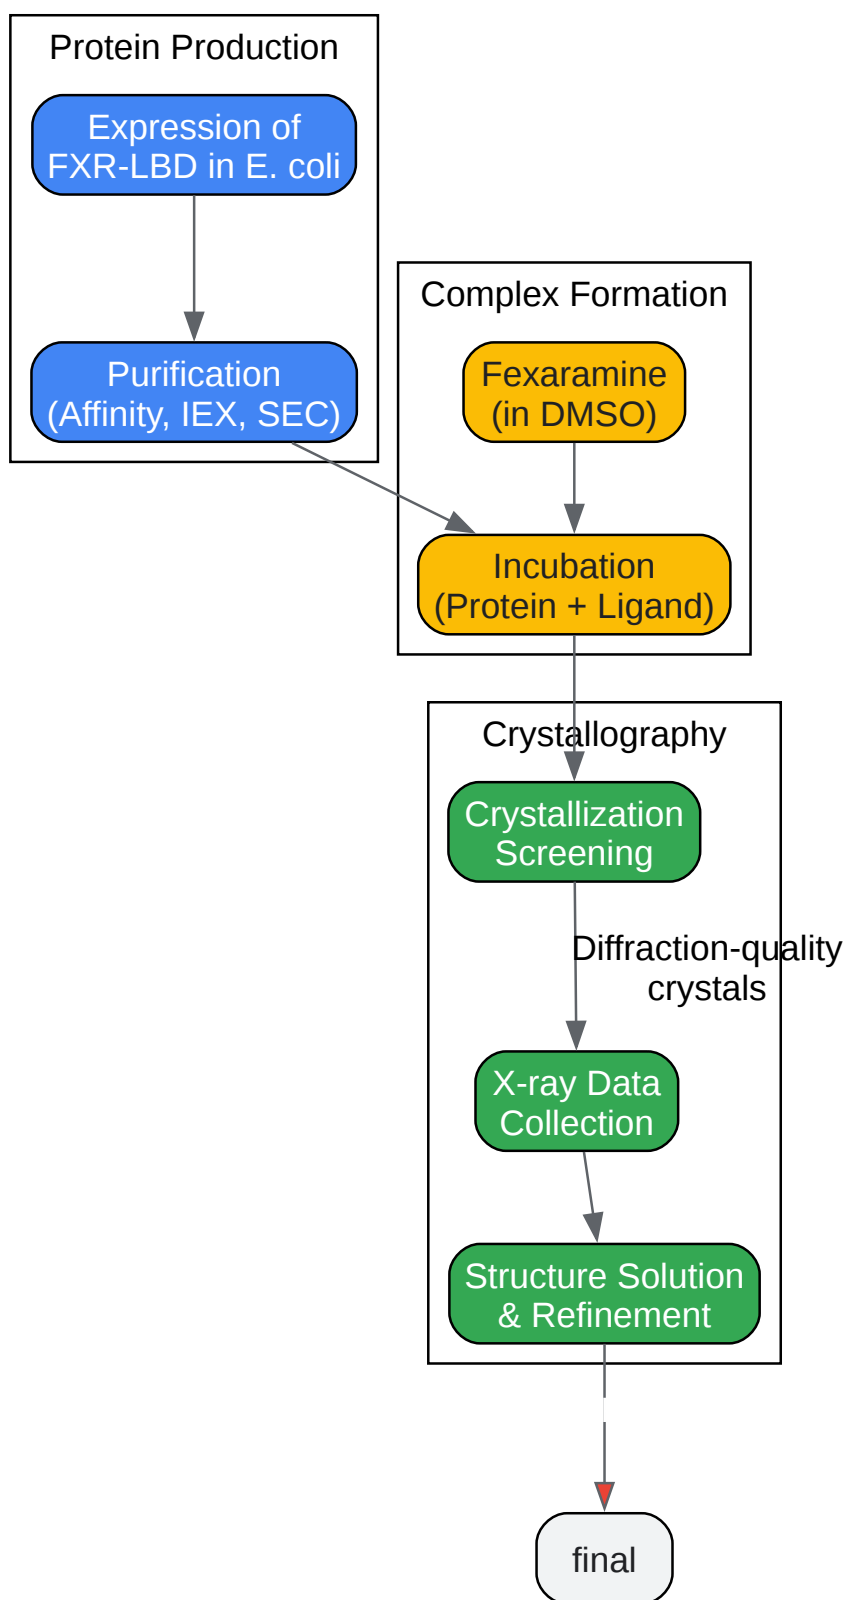 Protein Production
Expression of
FXR-LBD in E. coli
Purification
(Affinity, IEX, SEC)
Complex Formation
Fexaramine
(in DMSO)
Incubation
(Protein + Ligand)
Crystallography
Crystallization
Screening
Diffraction-quality
crystals
X-ray Data
Collection
Structure Solution
& Refinement
final